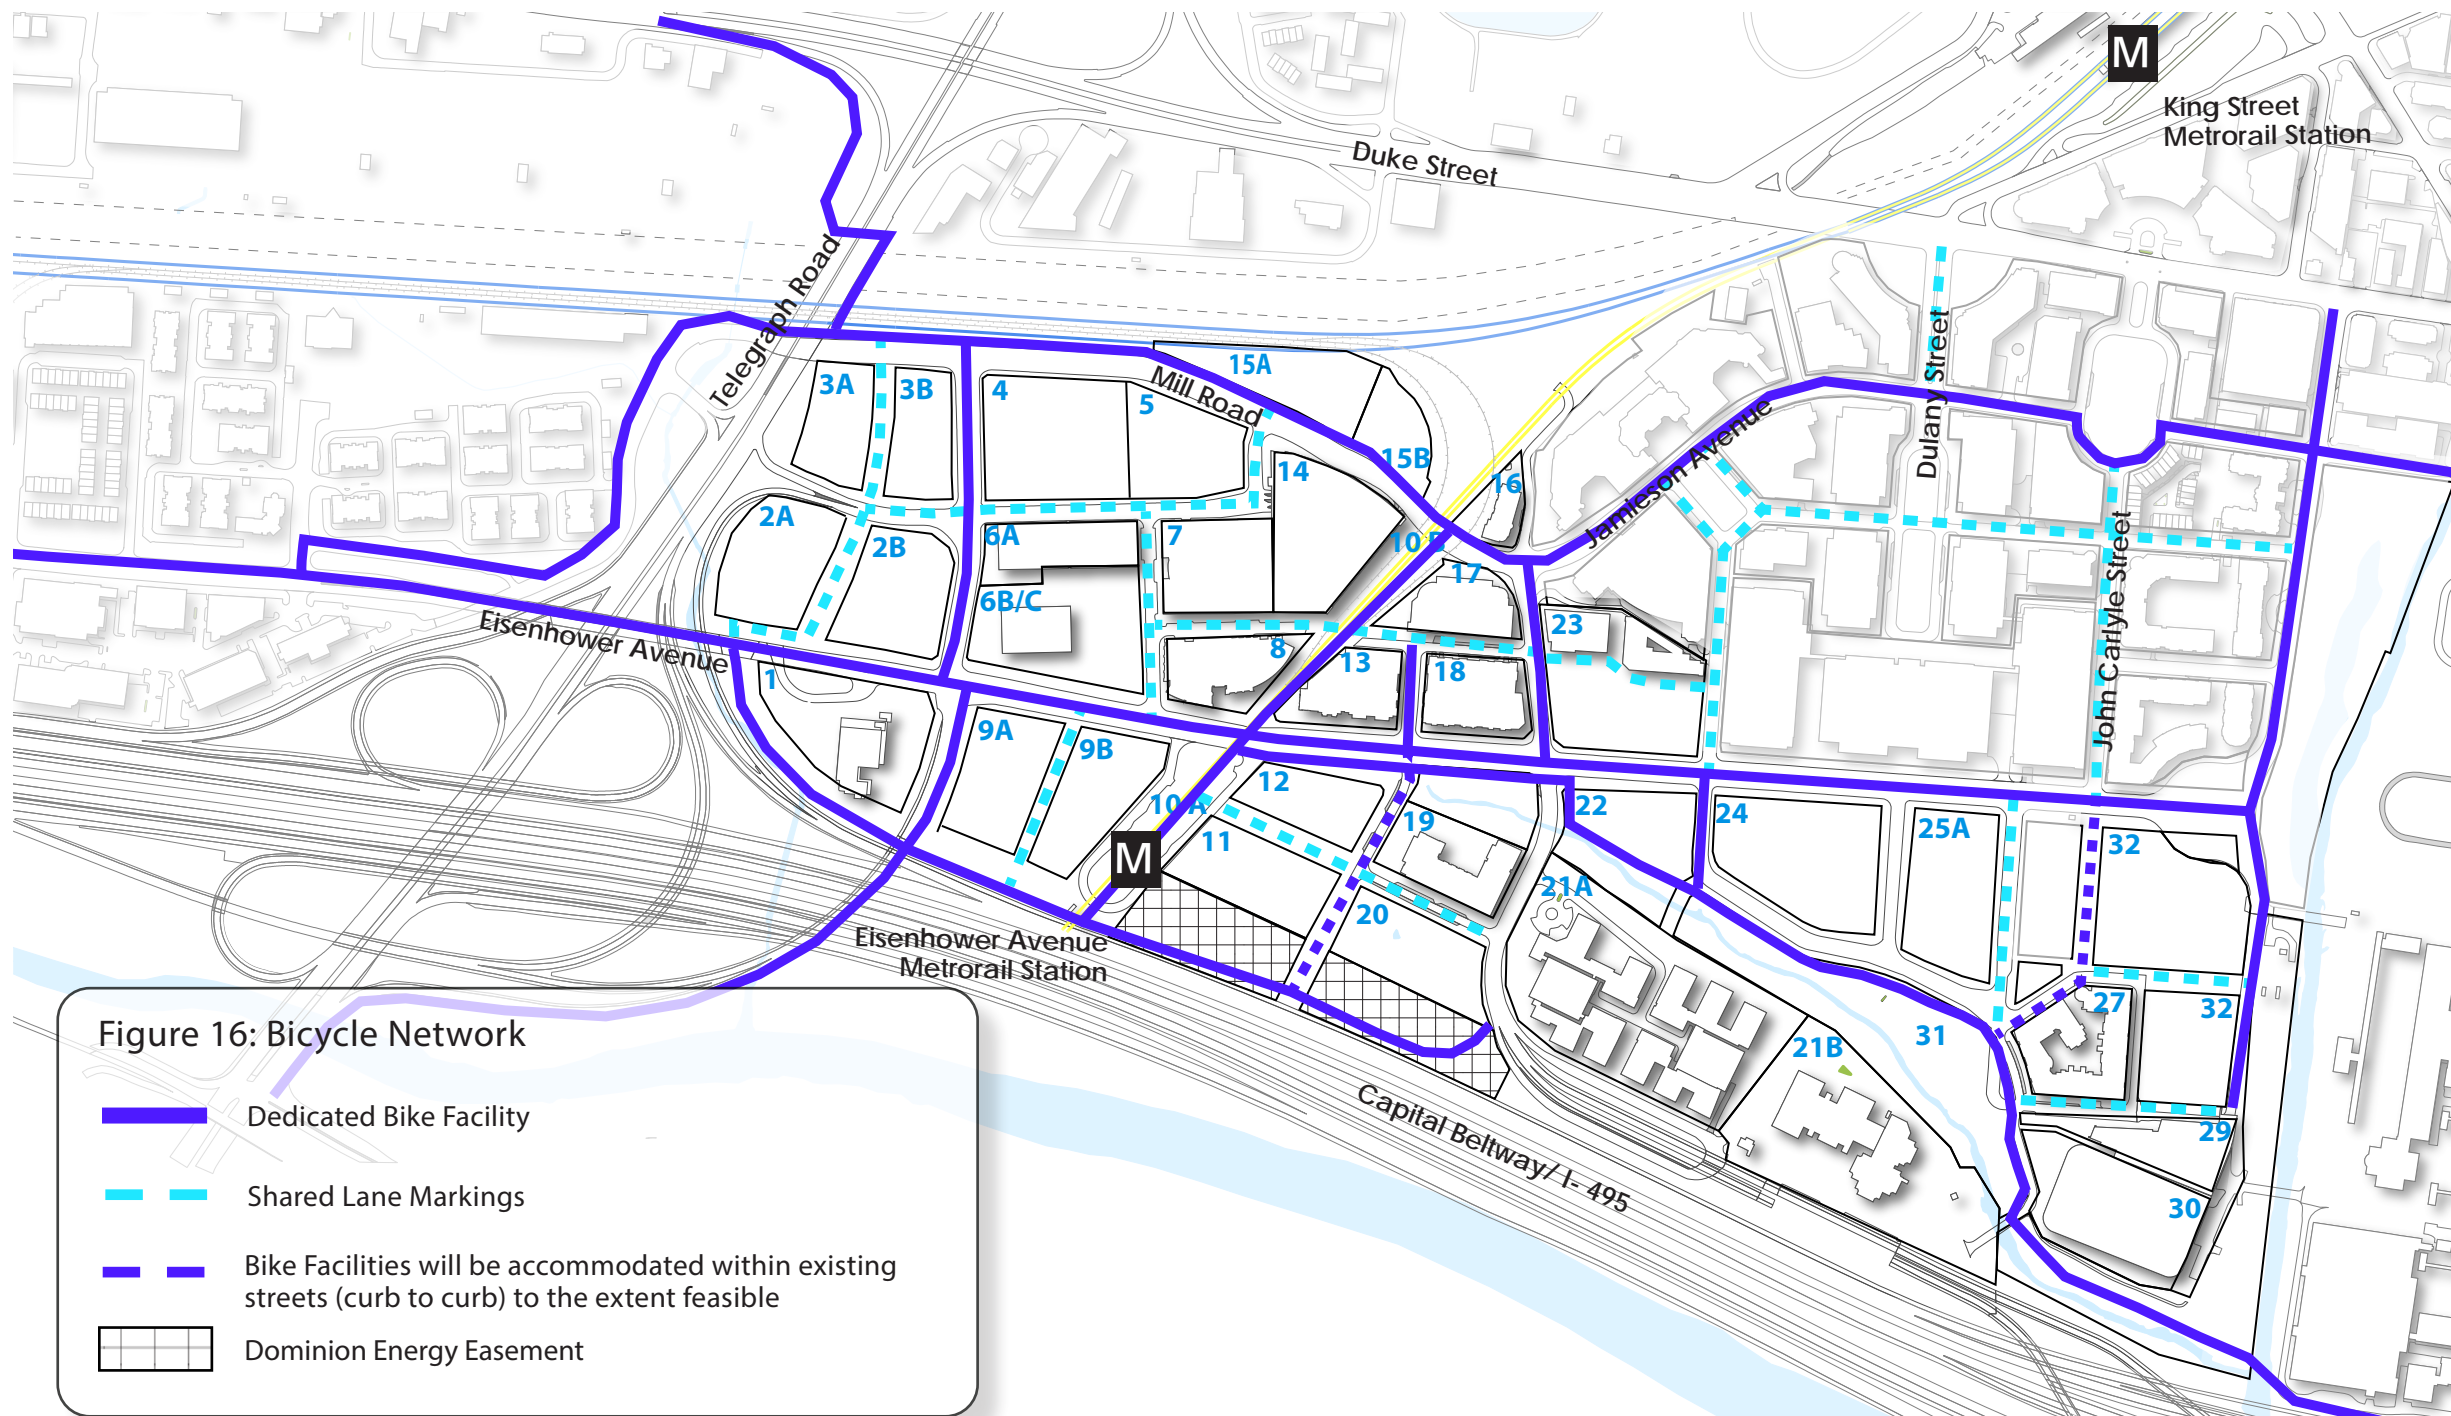 M
King Street
Metrorail Station
Duke Street
Telegraph Road
15A
3A
3B
4
5
Mill Road
Dulany Street
Jamieson Avenue
15B
14
16
2A
2B
6A
7
10 B
17
John Carlyle Street
6B/C
23
Eisenhower Avenue
8
13
18
1
9A
9B
12
10 A
11
19
22
24
25A
32
M
21A
20
Eisenhower Avenue
Metrorail Station
27
32
31
21B
29
30
Capital Beltway/ I- 495
Figure 16: Bicycle Network
Dedicated Bike Facility
Shared Lane Markings
Bike Facilities will be accommodated within existing
streets (curb to curb) to the extent feasible
Dominion Energy Easement